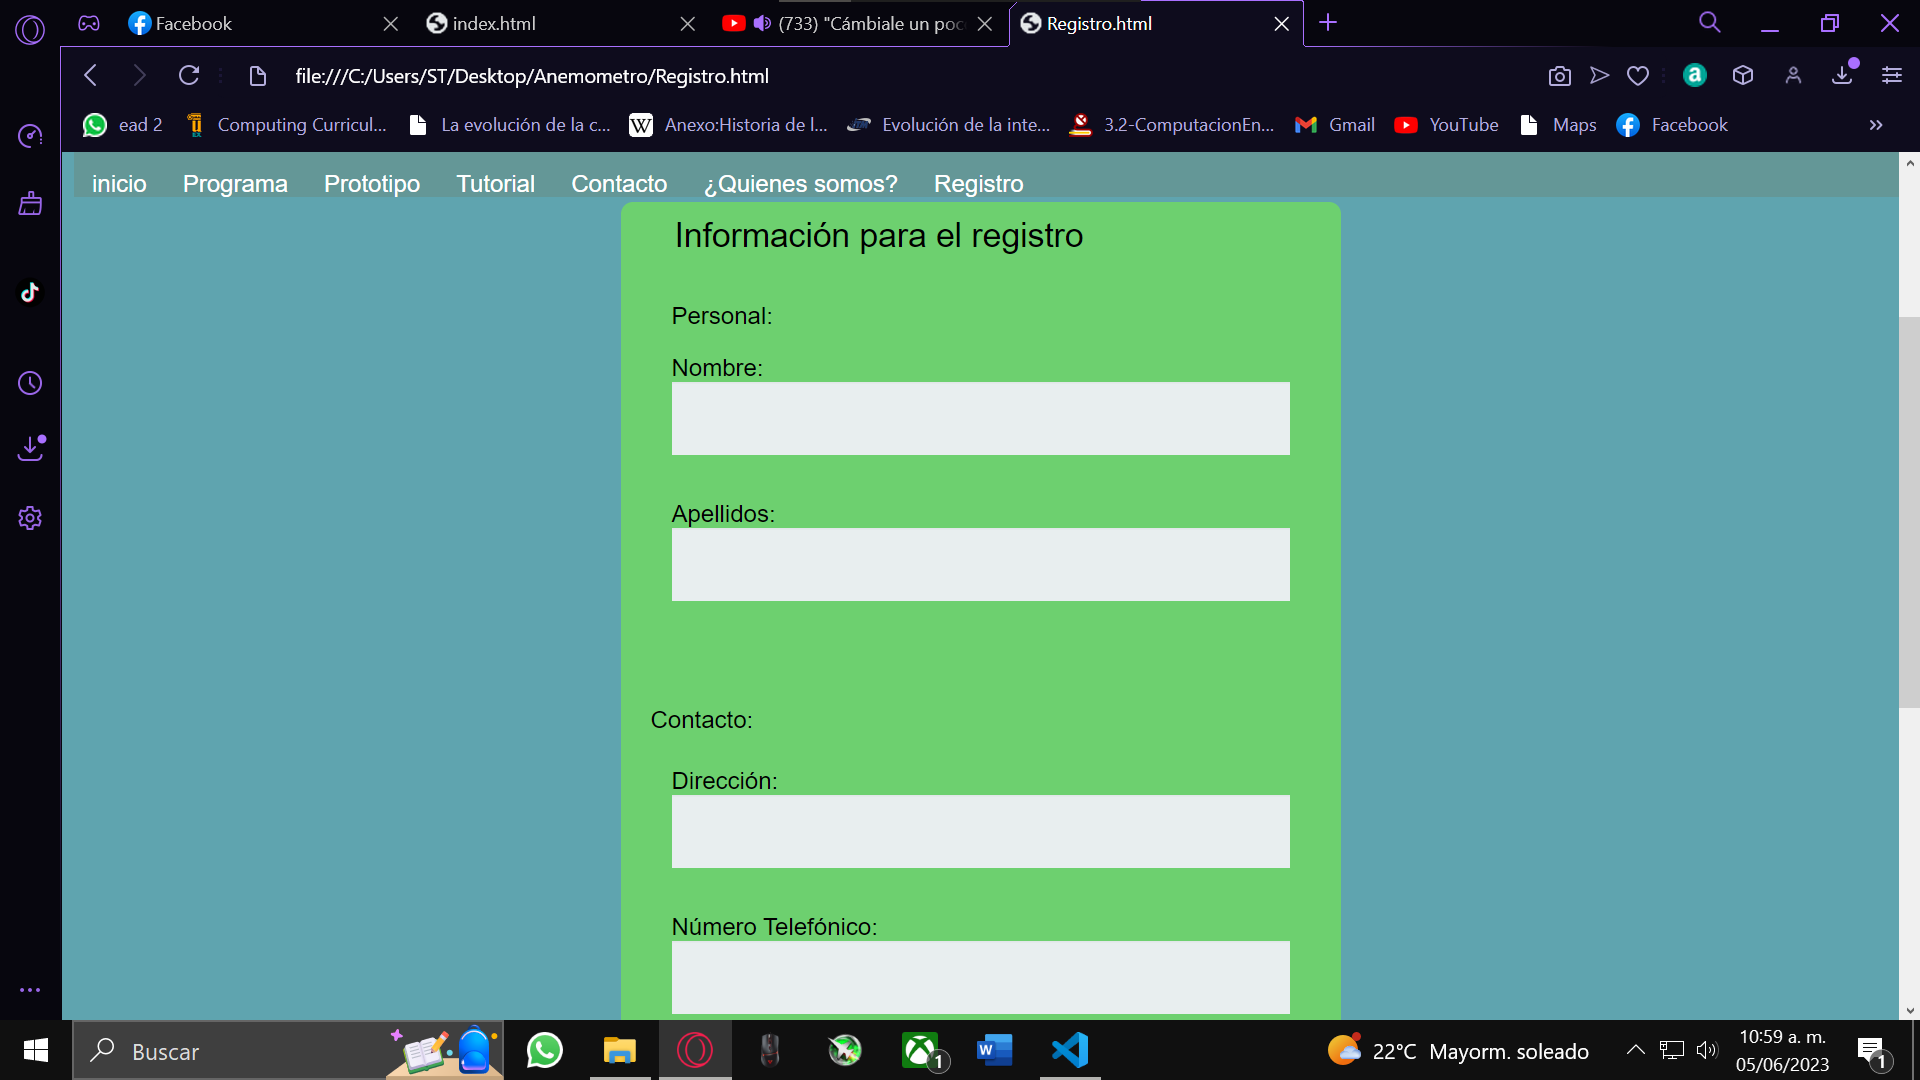 Facebook
index.html
(733) "Cámbiale un poc
Registro.html
file:///C:/Users/ST/Desktop/Anemometro/Registro.html
ead 2
Computing Curricul...
La evolución de la c...
Anexo:Historia de l...
Evolución de la inte...
3.2-ComputacionEn...
Gmail
YouTube
Maps
Facebook
inicio
Programa
Prototipo
Tutorial
Contacto
¿Quienes somos?
Registro
Información para el registro
Personal:
Nombre:
Apellidos:
Contacto:
Dirección:
Número Telefónico:
Buscar
1
22°C Mayorm. soleado
10:59 a. m.
05/06/2023
1